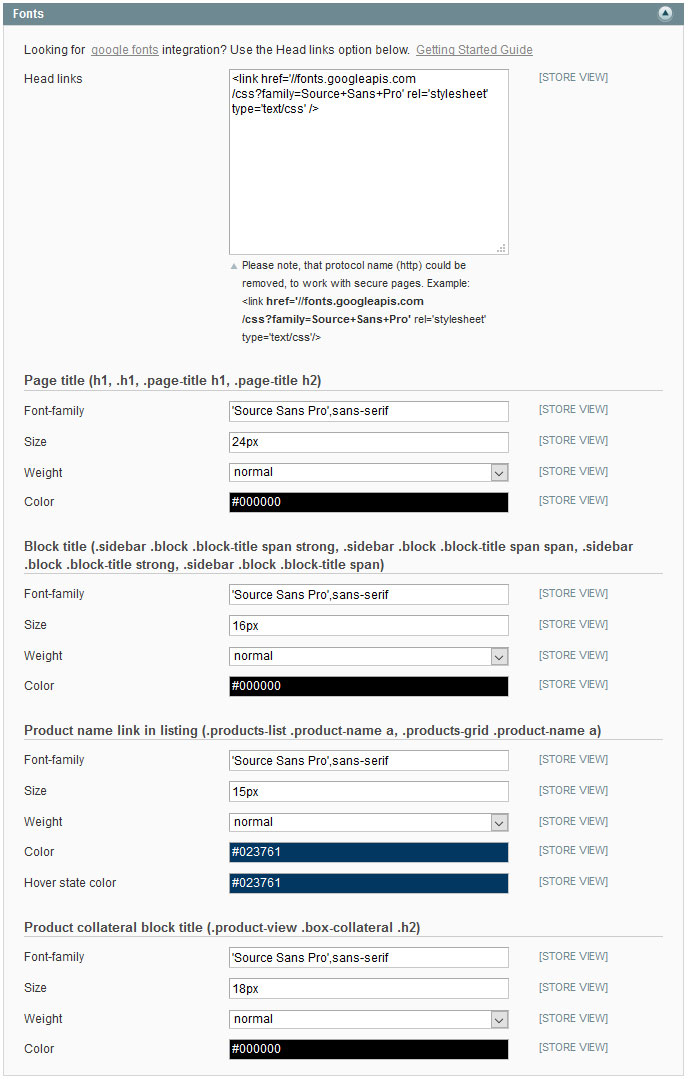 Fonts
Looking for google fonts integration? Use the Head links option below. Getting Started Guide
Head links
<link href='//fonts.googleapis.com
/css?family=Source+Sans+Pro' rel='stylesheet'
type='text/css' />
[STORE VIEW]
Please note, that protocol name (http) could be
removed, to work with secure pages. Example:
<link href='//fonts.googleapis.com
/css?family=Source+Sans+Pro' rel='stylesheet'
type='text/css'/>
Page title (h1, .h1, .page-title h1, .page-title h2)
Font-family 'Source Sans Pro',sans-serif [STORE VIEW]
Size 24px [STORE VIEW]
Weight normal [STORE VIEW]
Color #000000 [STORE VIEW]
Block title (.sidebar .block .block-title span strong, .sidebar .block .block-title span span, .sidebar
.block .block-title strong, .sidebar .block .block-title span)
Font-family 'Source Sans Pro',sans-serif [STORE VIEW]
Size 16px [STORE VIEW]
Weight normal [STORE VIEW]
Color #000000 [STORE VIEW]
Product name link in listing (.products-list .product-name a, .products-grid .product-name a)
Font-family 'Source Sans Pro',sans-serif [STORE VIEW]
Size 15px [STORE VIEW]
Weight normal [STORE VIEW]
Color #023761 [STORE VIEW]
Hover state color #023761 [STORE VIEW]
Product collateral block title (.product-view .box-collateral .h2)
Font-family 'Source Sans Pro',sans-serif [STORE VIEW]
Size 18px [STORE VIEW]
Weight normal [STORE VIEW]
Color #000000 [STORE VIEW]